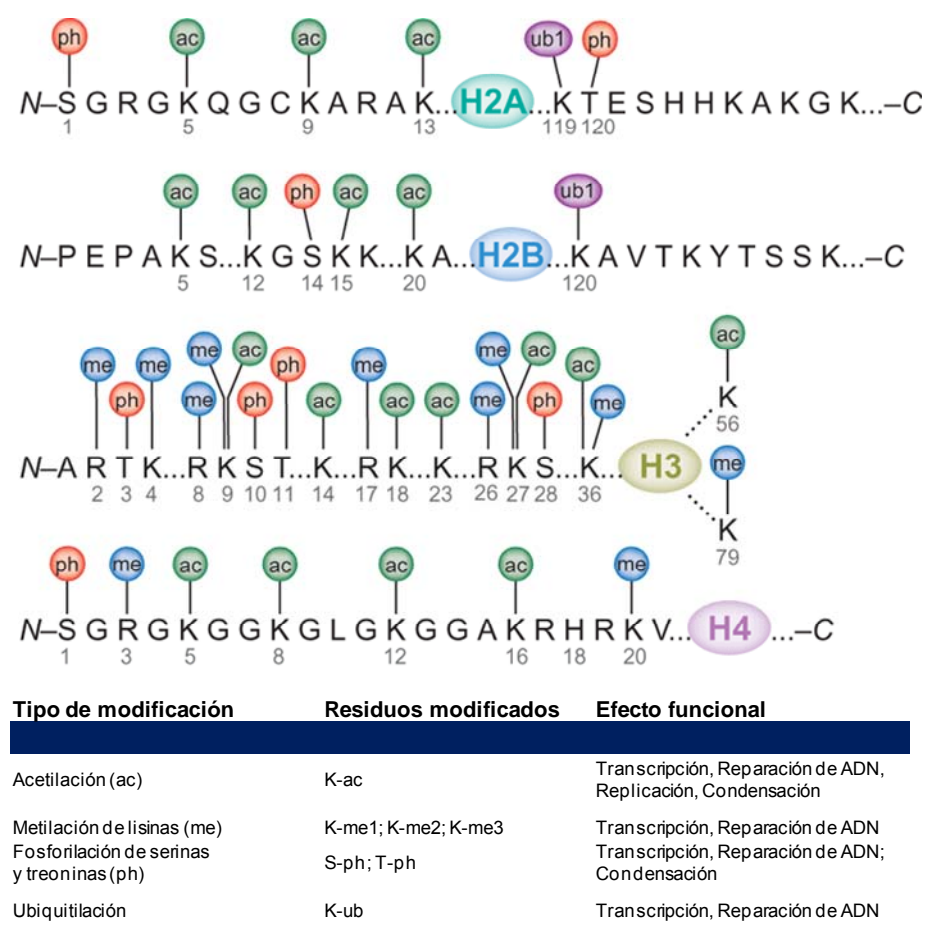 ph ac ac ac ub1 ph
N–S G R G K Q G C K A R A K... H2A ...K T E S H H K A K G K...–C
1 5 9 13 119 120
ac ac ph ac ac ub1
N–P E P A K S...K G S K K...K A... H2B ...K A V T K Y T S S K...–C
5 12 14 15 20 120
ac
me ac
me me ph me me ac ac
ph me ph ac ac ac me ph me
K
56
N–A R T K...R K S T...K...R K...K...R K S...K... H3 me
2 3 4 8 9 10 11 14 17 18 23 26 27 28 36
K
79
ph me ac ac ac ac me
N–S G R G K G G K G L G K G G A K R H R K V... H4 ...–C
1 3 5 8 12 16 18 20
Tipo de modificación Residuos modificados Efecto funcional
Acetilación (ac) K-ac Transcripción, Reparación de ADN,
Replicación, Condensación
Metilación de lisinas (me) K-me1; K-me2; K-me3 Transcripción, Reparación de ADN
Fosforilación de serinas
y treoninas (ph) S-ph; T-ph Transcripción, Reparación de ADN;
Condensación
Ubiquitilación K-ub Transcripción, Reparación de ADN